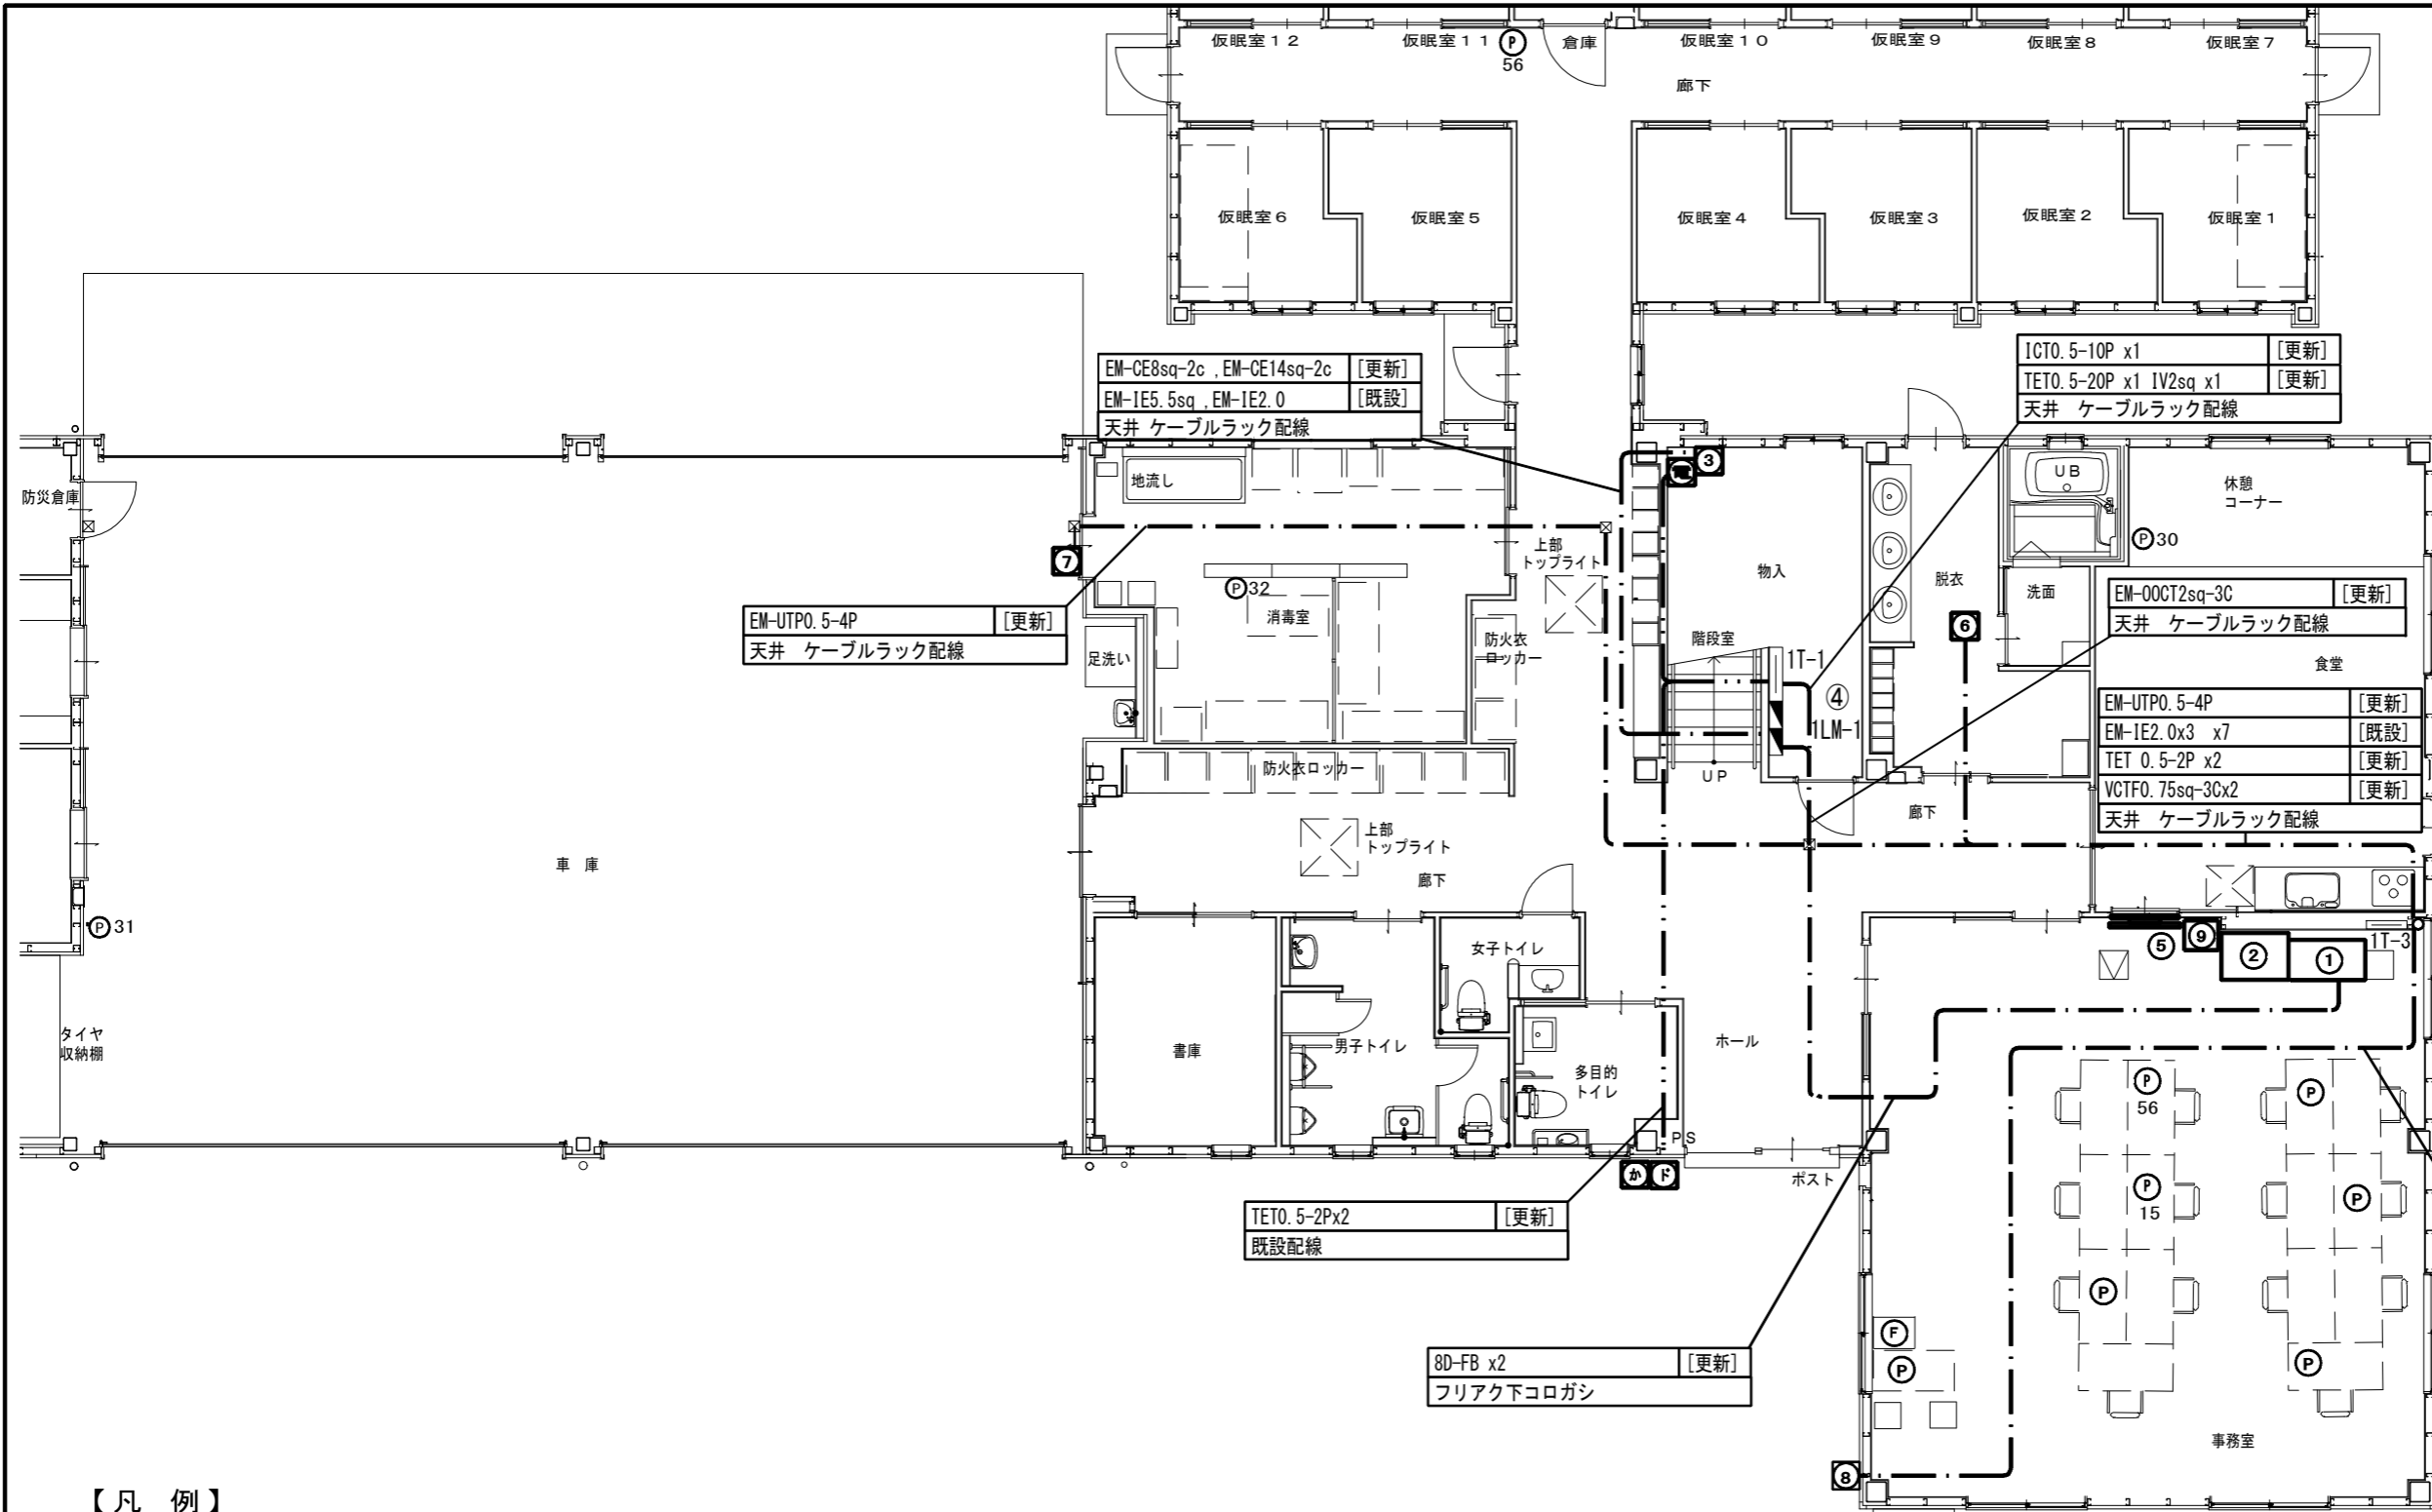 仮眠室12
仮眠室11
P
56
倉庫
仮眠室10
仮眠室9
仮眠室8
仮眠室7
廊下
仮眠室6
仮眠室5
仮眠室4
仮眠室3
仮眠室2
仮眠室1
EM-CE8sq-2c ,EM-CE14sq-2c [更新]
EM-IE5.5sq ,EM-IE2.0 [既設]
天井 ケーブルラック配線
ICT0.5-10P x1 [更新]
TET0.5-20P x1 IV2sq x1 [更新]
天井 ケーブルラック配線
防災倉庫
地流し
3
UB
休憩
コーナー
P30
7
上部
トップライト
P32
消毒室
物入
脱衣
洗面
EM-OOCT2sq-3C [更新]
天井 ケーブルラック配線
EM-UTP0.5-4P [更新]
天井 ケーブルラック配線
足洗い
防火衣
ロッカー
階段室
6
食堂
1T-1
4
1LM-1
UP
EM-UTP0.5-4P [更新]
EM-IE2.0x3 x7 [既設]
TET 0.5-2P x2 [更新]
VCTF0.75sq-3Cx2 [更新]
天井 ケーブルラック配線
防火衣ロッカー
廊下
上部
トップライト
車 庫
廊下
P31
女子トイレ
5
9
2
1
1T-3
タイヤ
収納棚
書庫
男子トイレ
多目的
トイレ
ホール
P
56
P
PS
か
ド
ポスト
P
15
P
TET0.5-2Px2 [更新]
既設配線
P
F
P
P
8D-FB x2 [更新]
フリアク下コロガシ
事務室
8
【凡 例】